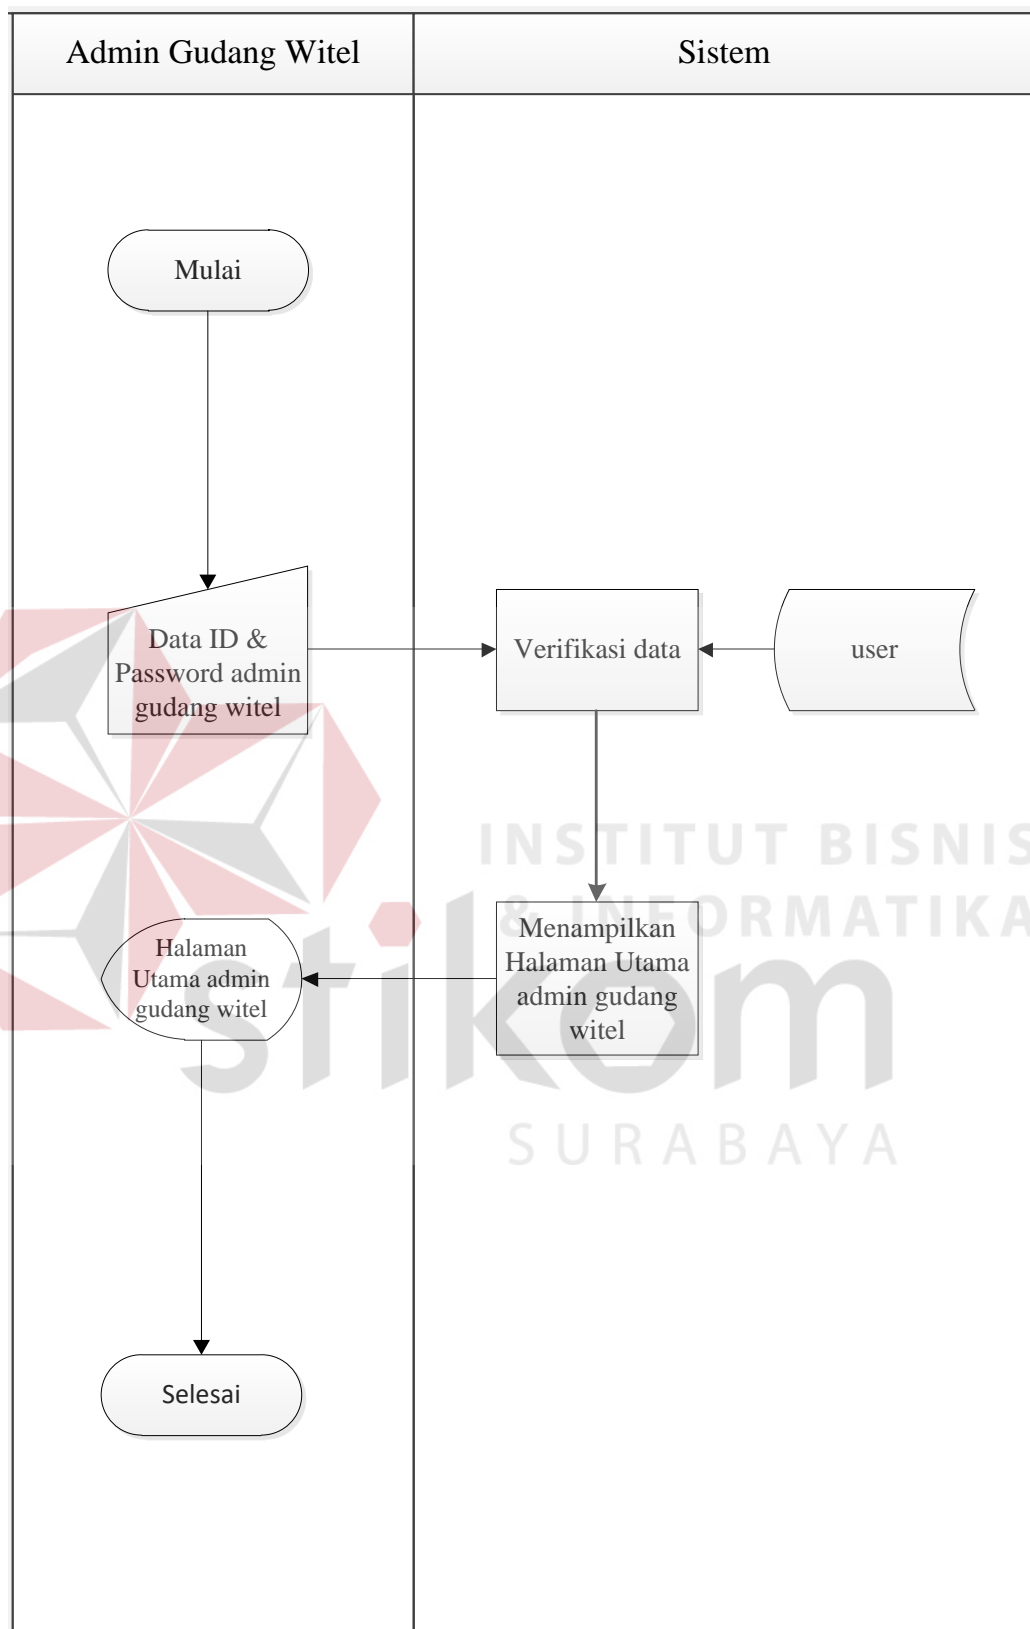 Admin Gudang Witel
Sistem
Mulai
Data ID &
Password admin
gudang witel
Verifikasi data
user
INSTITUT BISNIS
& INFORMATIKA
Menampilkan
Halaman Utama
admin gudang
witel
Halaman
Utama admin
gudang witel
stikom
SURABAYA
Selesai